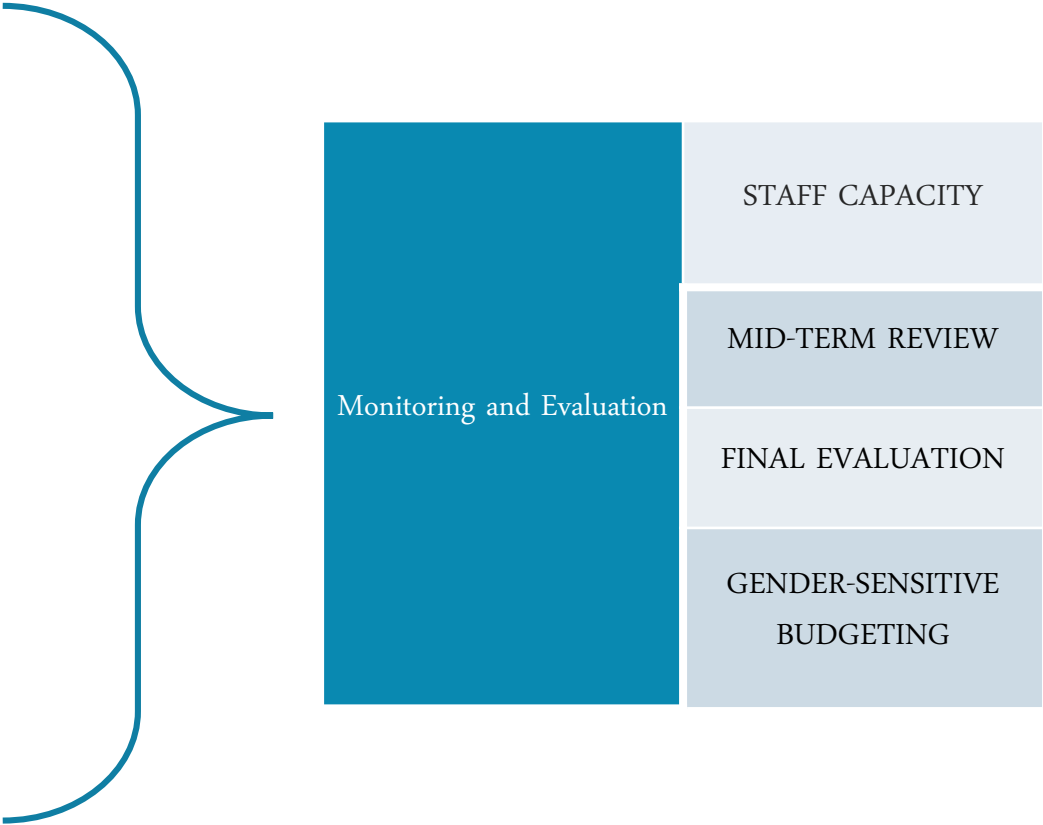 Monitoring and Evaluation
STAFF CAPACITY
MID-TERM REVIEW
FINAL EVALUATION
GENDER-SENSITIVE
BUDGETING